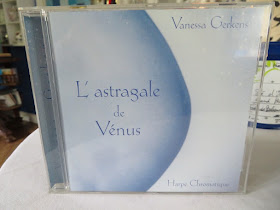 Vanessa Gerkens
L'astragale
de
Vénus
Harpe Chromatique